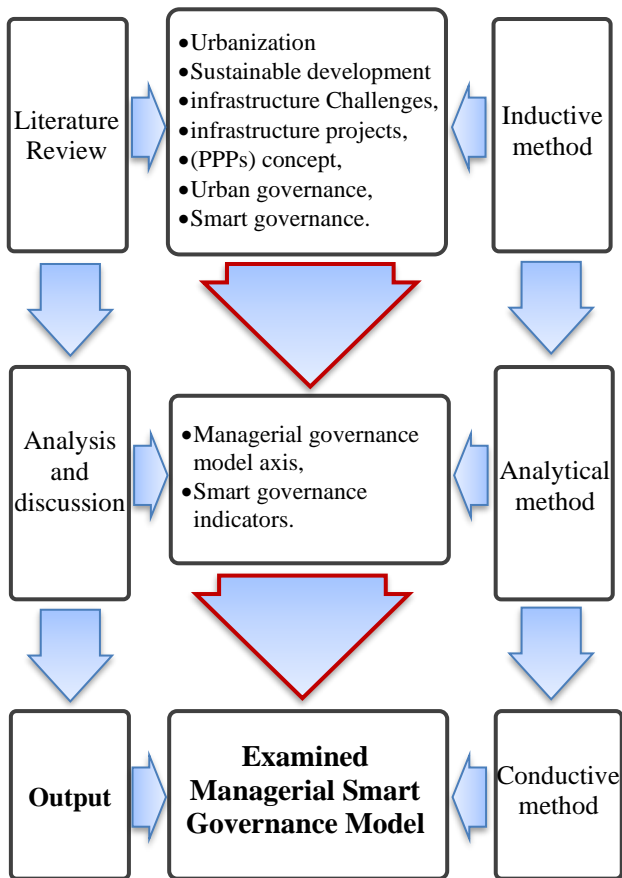 Literature
Review
•Urbanization
•Sustainable development
•infrastructure Challenges,
•infrastructure projects,
•(PPPs) concept,
•Urban governance,
•Smart governance.
Inductive
method
Analysis
and
discussion
•Managerial governance
model axis,
•Smart governance
indicators.
Analytical
method
Output
Examined
Managerial Smart
Governance Model
Conductive
method